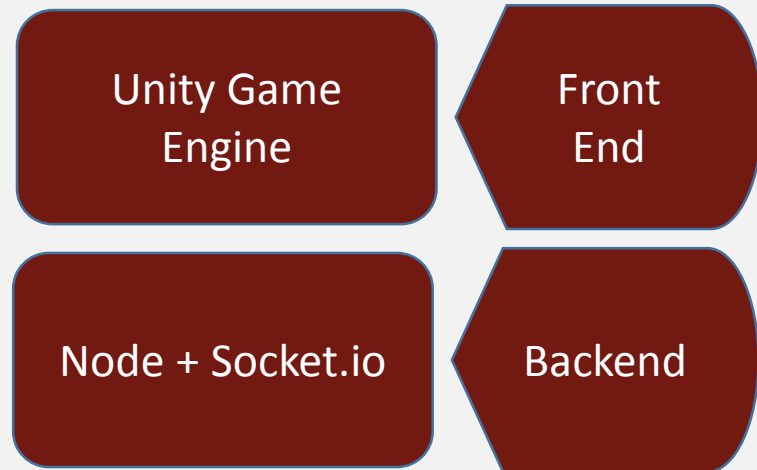 Unity Game
Engine
Front
End
Node + Socket.io
Backend